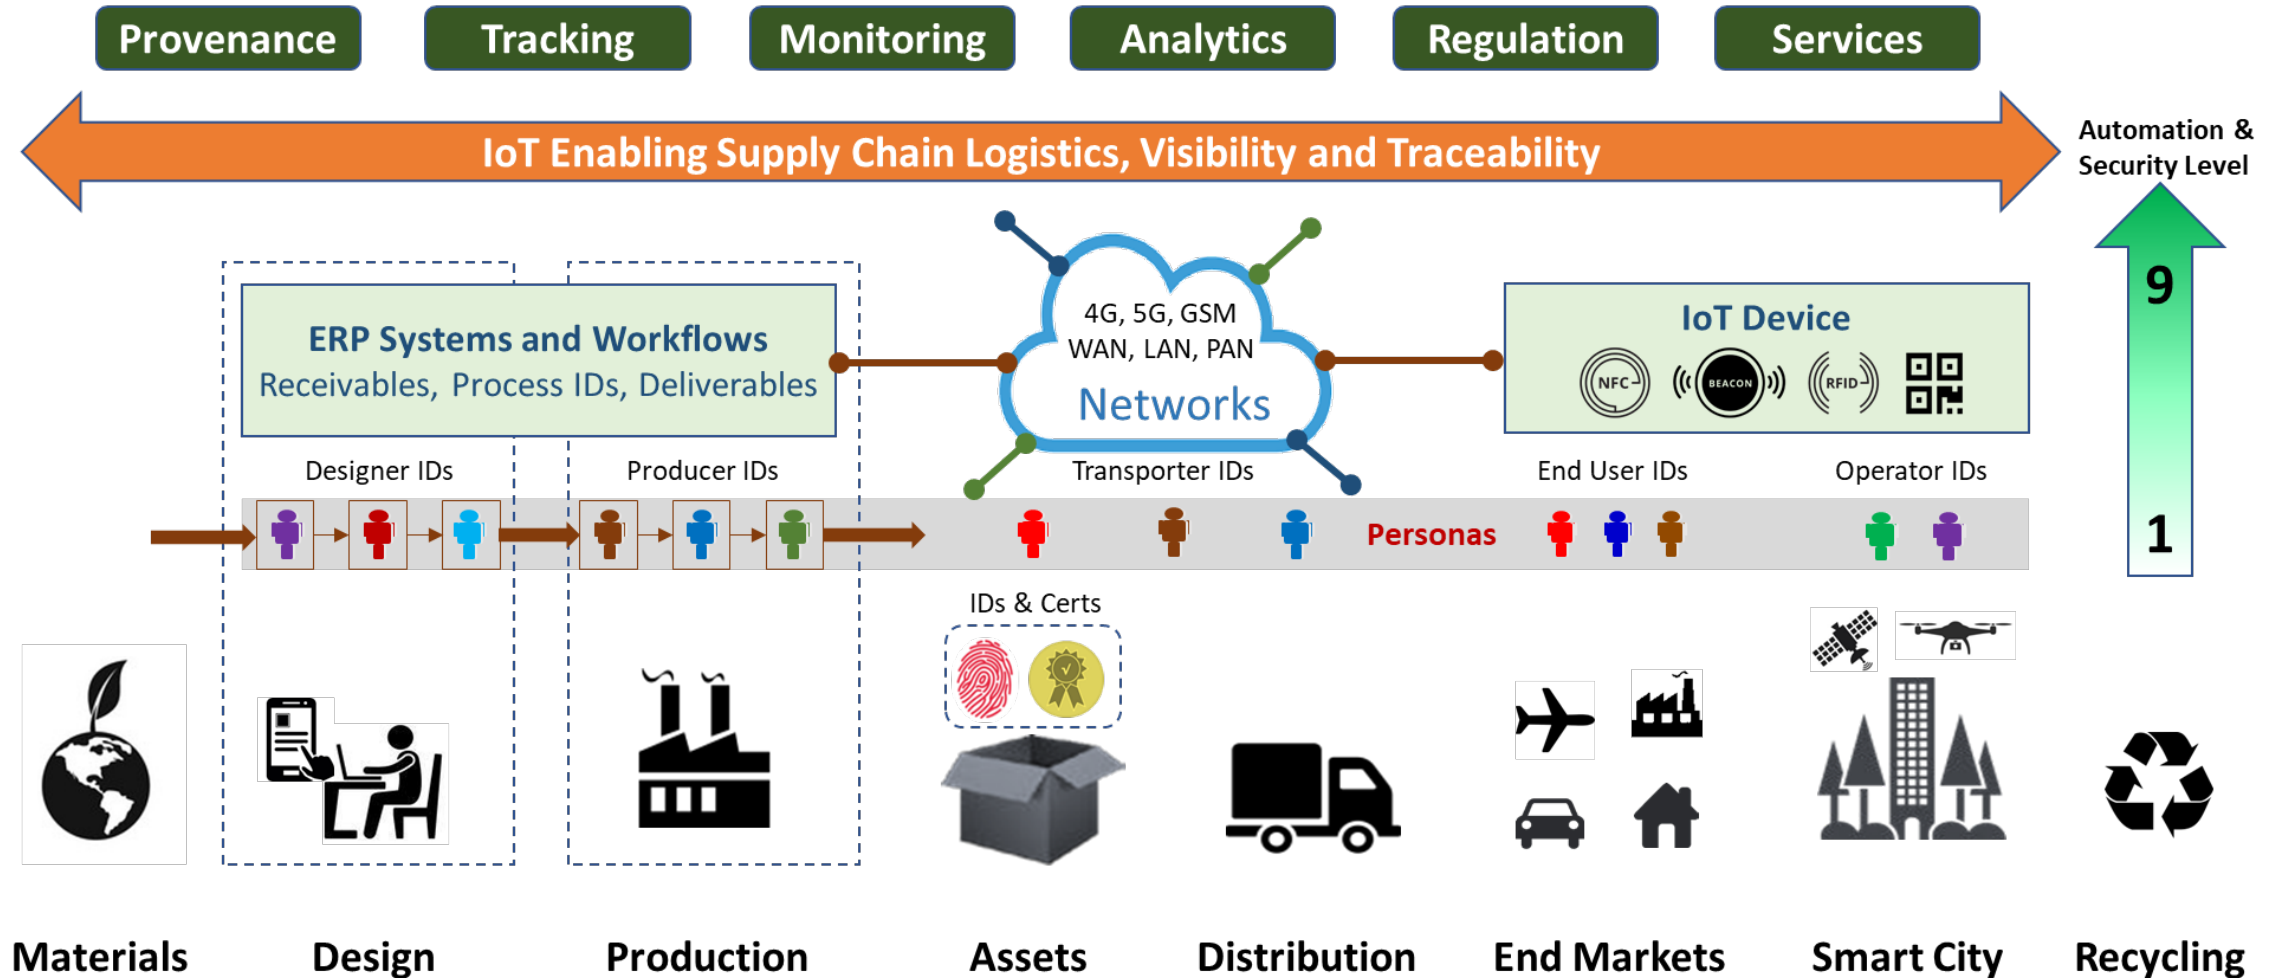 Provenance
Tracking
Monitoring
Analytics
Regulation
Services
IoT Enabling Supply Chain Logistics, Visibility and Traceability
Automation &
Security Level
9
1
ERP Systems and Workflows
Receivables, Process IDs, Deliverables
4G, 5G, GSM
WAN, LAN, PAN
Networks
IoT Device
NFC
BEACON
RFID
Designer IDs
Producer IDs
Transporter IDs
End User IDs
Operator IDs
Personas
IDs & Certs
Materials
Design
Production
Assets
Distribution
End Markets
Smart City
Recycling